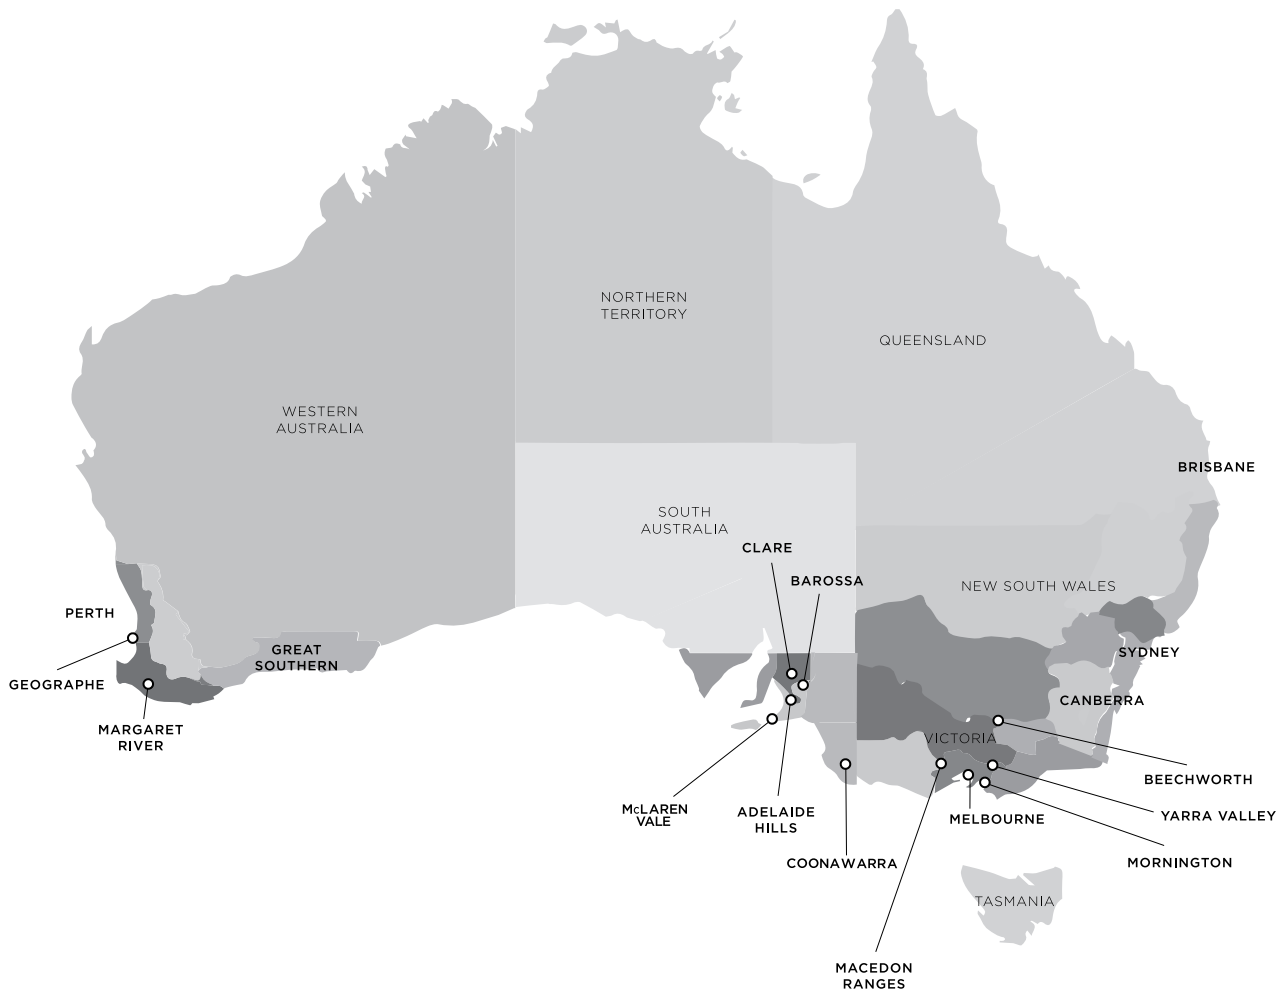 NORTHERN
TERRITORY
QUEENSLAND
WESTERN
AUSTRALIA
BRISBANE
SOUTH
AUSTRALIA
CLARE
BAROSSA
NEW SOUTH WALES
PERTH
GREAT
SOUTHERN
SYDNEY
GEOGRAPHE
CANBERRA
MARGARET
RIVER
VICTORIA
BEECHWORTH
McLAREN
VALE
ADELAIDE
HILLS
MELBOURNE
YARRA VALLEY
COONAWARRA
MORNINGTON
TASMANIA
MACEDON
RANGES